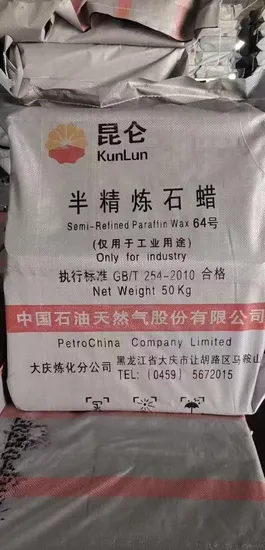 昆仑
KunLun
半精炼石蜡
Semi-Refined Paraffin Wax 64号
(仅用于工业用途)
Only for industry
执行标准 GB/T 254-2010 合格
Net Weight 50Kg
中国石油天然气股份有限公司
PetroChina Company Limited
大庆炼化分公司 黑龙江省大庆市让胡路区马鞍山
TEL: (0459) 5672015